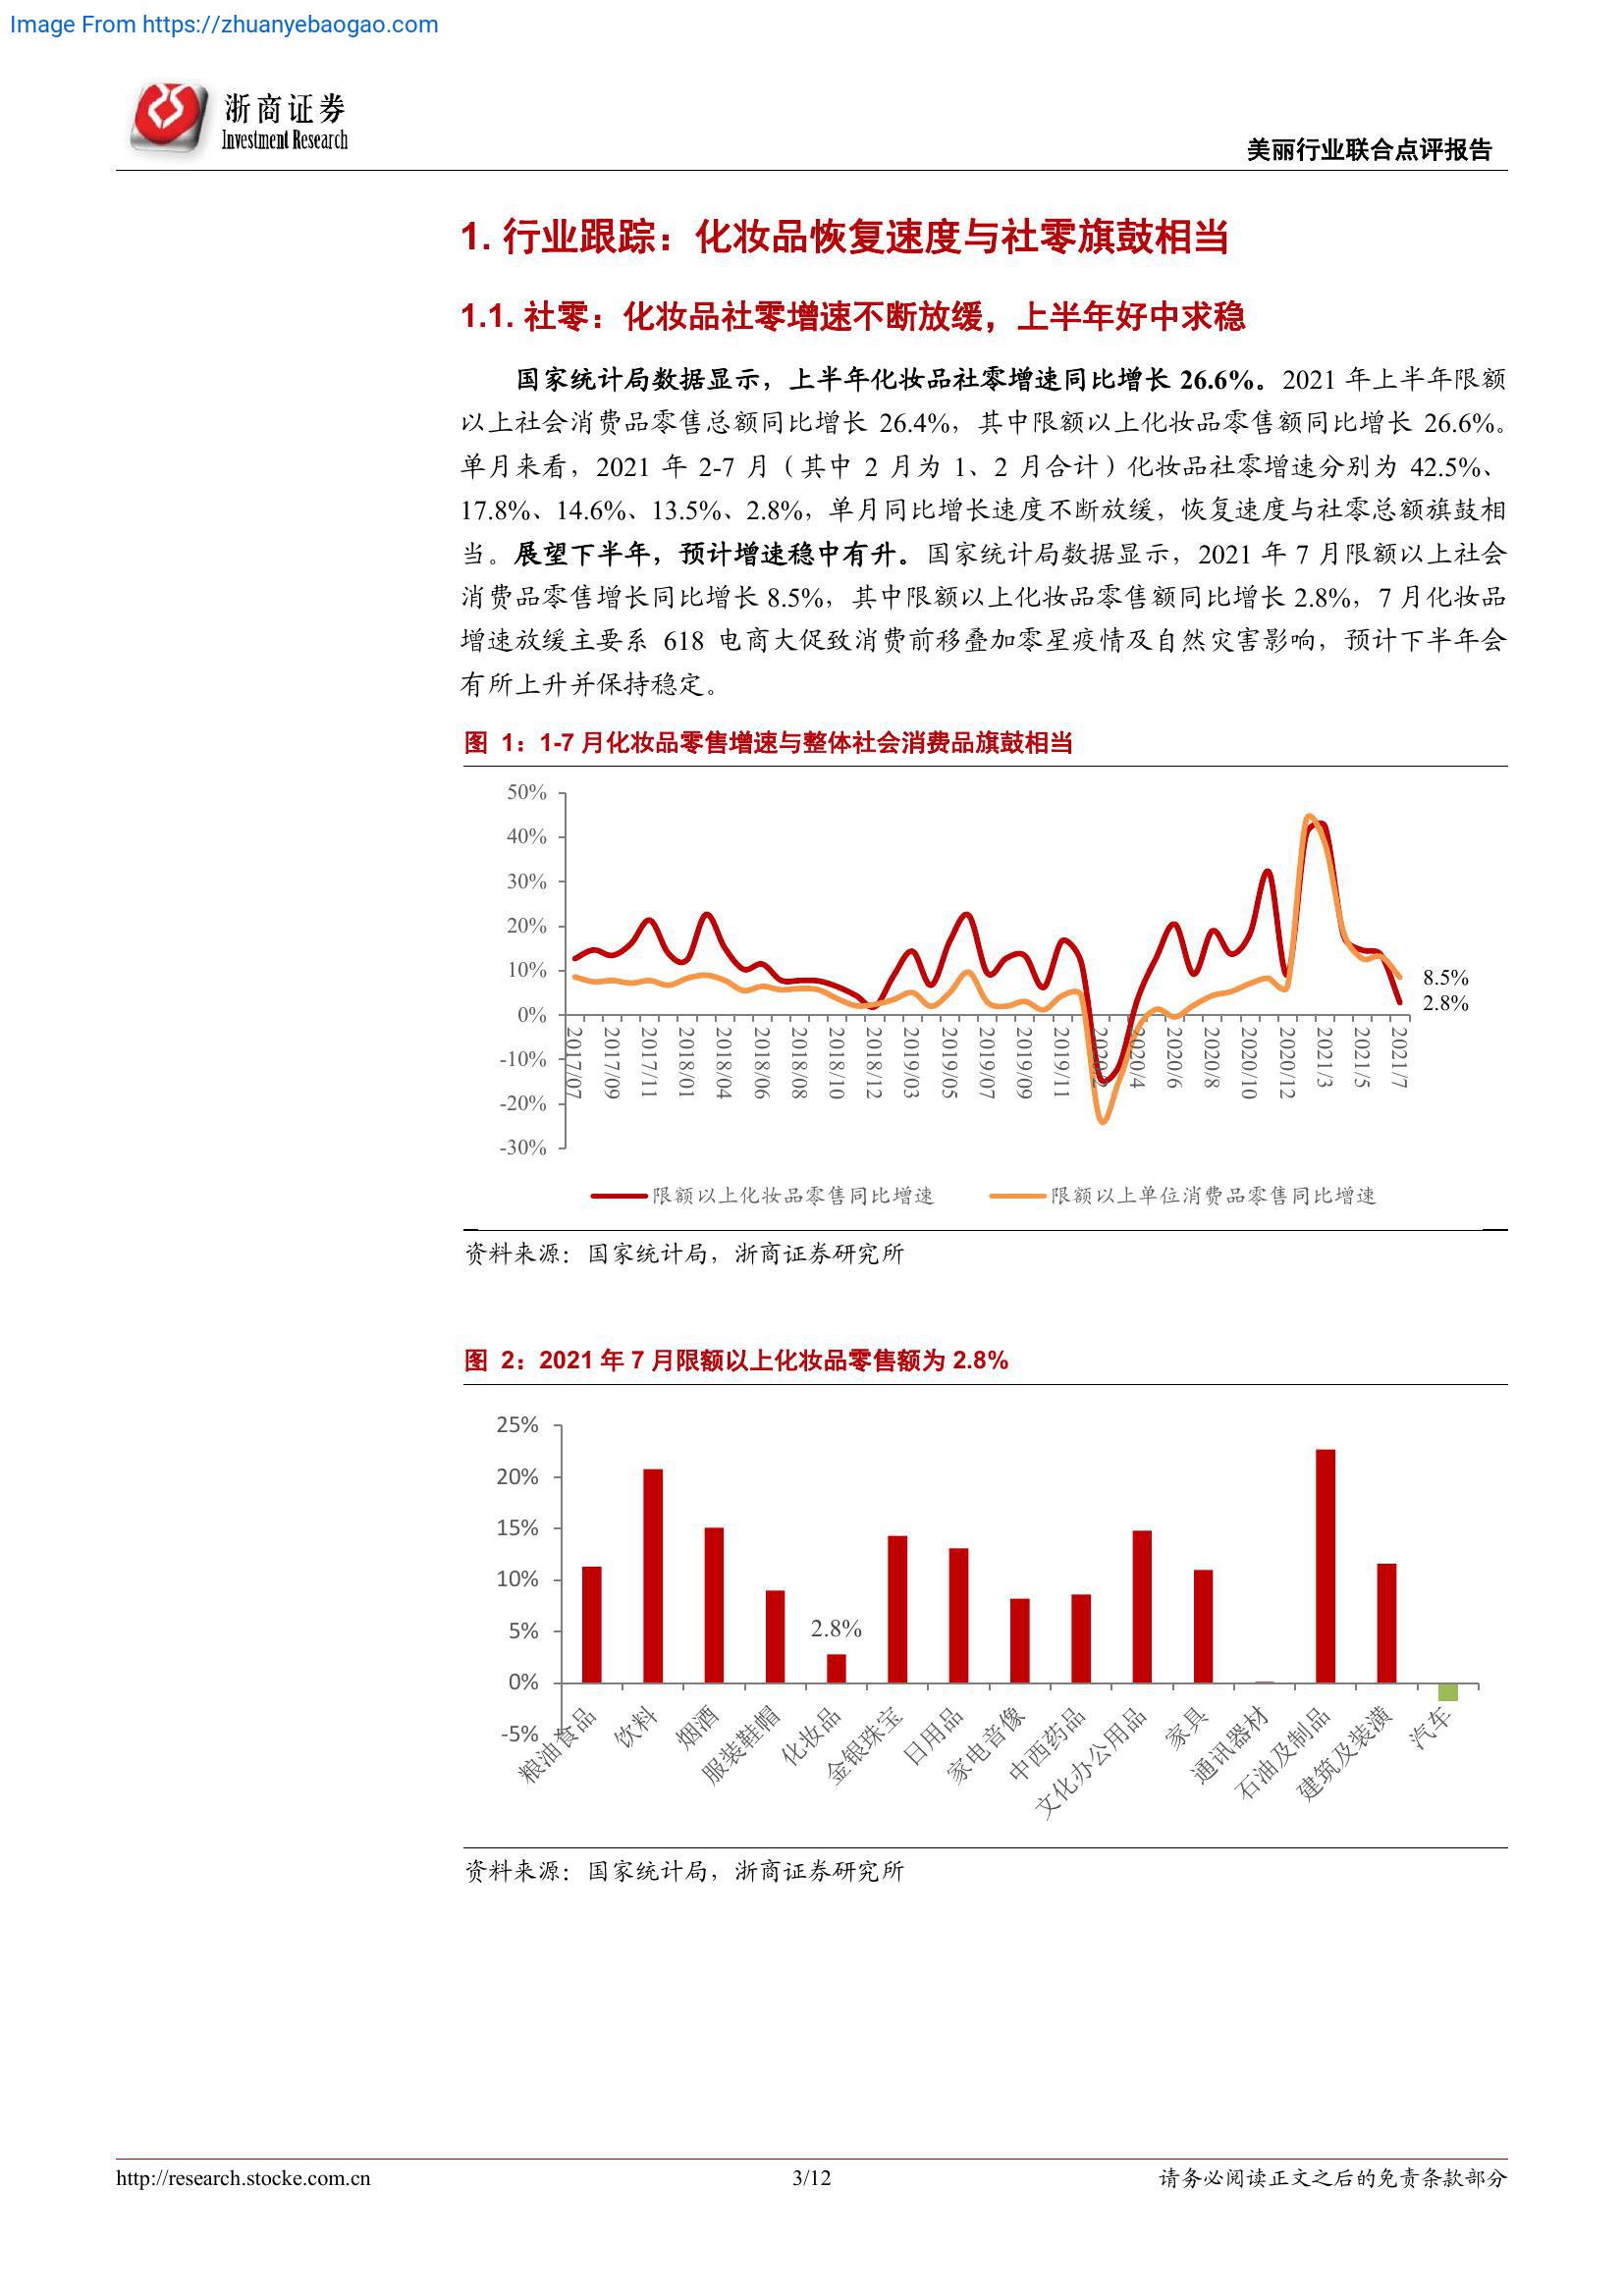 Image From https://zhuanyebaogao.com
浙商证券
Investment Research
美丽行业联合点评报告
1. 行业跟踪：化妆品恢复速度与社零旗鼓相当
1.1. 社零：化妆品社零增速不断放缓，上半年好中求稳
国家统计局数据显示，上半年化妆品社零增速同比增长 26.6%。2021 年上半年限额
以上社会消费品零售总额同比增长 26.4%，其中限额以上化妆品零售额同比增长 26.6%。
单月来看，2021 年 2-7 月（其中 2 月为 1、2 月合计）化妆品社零增速分别为 42.5%、
17.8%、14.6%、13.5%、2.8%，单月同比增长速度不断放缓，恢复速度与社零总额旗鼓相
当。展望下半年，预计增速稳中有升。国家统计局数据显示，2021 年 7 月限额以上社会
消费品零售增长同比增长 8.5%，其中限额以上化妆品零售额同比增长 2.8%，7 月化妆品
增速放缓主要系 618 电商大促致消费前移叠加零星疫情及自然灾害影响，预计下半年会
有所上升并保持稳定。
图 1：1-7 月化妆品零售增速与整体社会消费品旗鼓相当
50%
40%
30%
20%
10%
0%
-10%
-20%
-30%
8.5%
2.8%
2017/07
2017/09
2017/11
2018/01
2018/04
2018/06
2018/08
2018/10
2018/12
2019/03
2019/05
2019/07
2019/09
2019/11
2020/4
2020/6
2020/8
2020/10
2020/12
2021/3
2021/5
2021/7
限额以上化妆品零售同比增速
限额以上单位消费品零售同比增速
资料来源：国家统计局，浙商证券研究所
图 2：2021 年 7 月限额以上化妆品零售额为 2.8%
25%
20%
15%
10%
5%
0%
-5%
2.8%
粮油食品
饮料
烟酒
服装鞋帽
化妆品
金银珠宝
日用品
家电音像
中西药品
文化办公用品
家具
通讯器材
石油及制品
建筑及装潢
汽车
资料来源：国家统计局，浙商证券研究所
http://research.stocke.com.cn
3/12
请务必阅读正文之后的免责条款部分